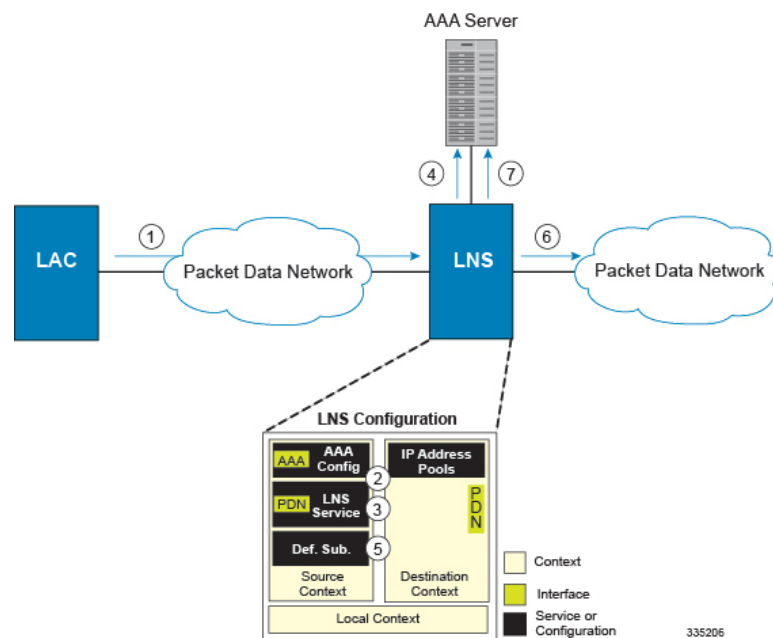 AAA Server
4
7
1
6
LAC
Packet Data Network
LNS
Packet Data Network
LNS Configuration
AAA
AAA
Config
IP Address
Pools
2
PDN
LNS
Service
3
PDN
Def. Sub.
5
Source
Context
Destination
Context
Local Context
Context
Interface
Service or
Configuration
335206